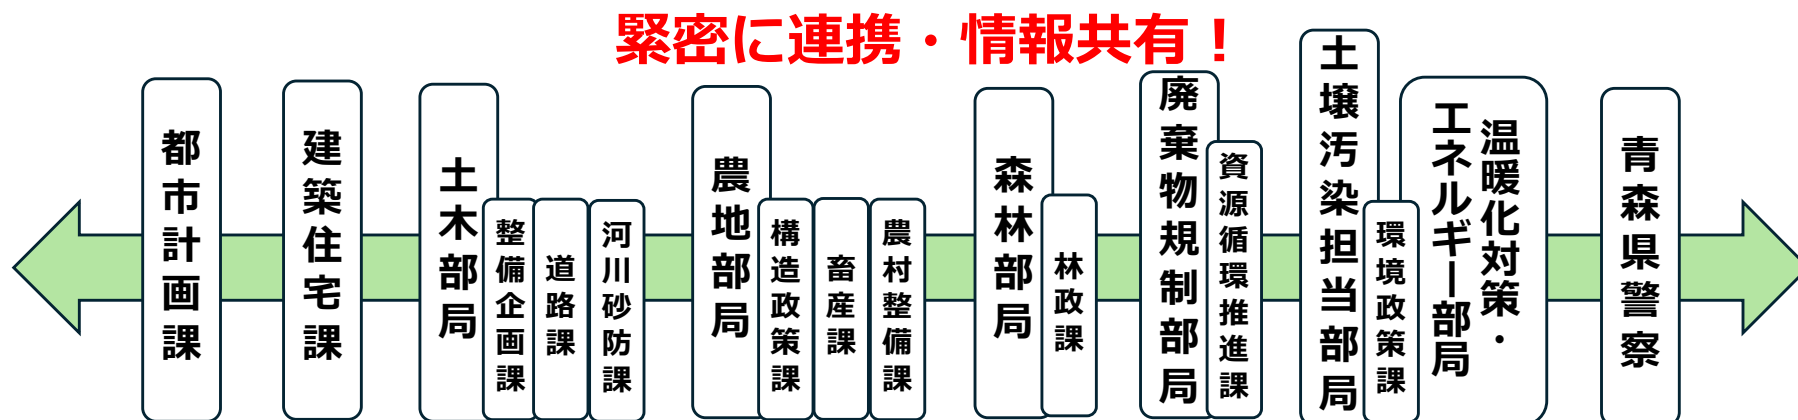 緊密に連携・情報共有！
都市計画課
建築住宅課
土木部局
整備企画課
道路課
河川砂防課
農地部局
構造政策課
畜産課
農村整備課
森林部局
林政課
廃棄物規制部局
資源循環推進課
土壌汚染担当部局
環境政策課
温暖化対策・
エネルギー部局
青森県警察